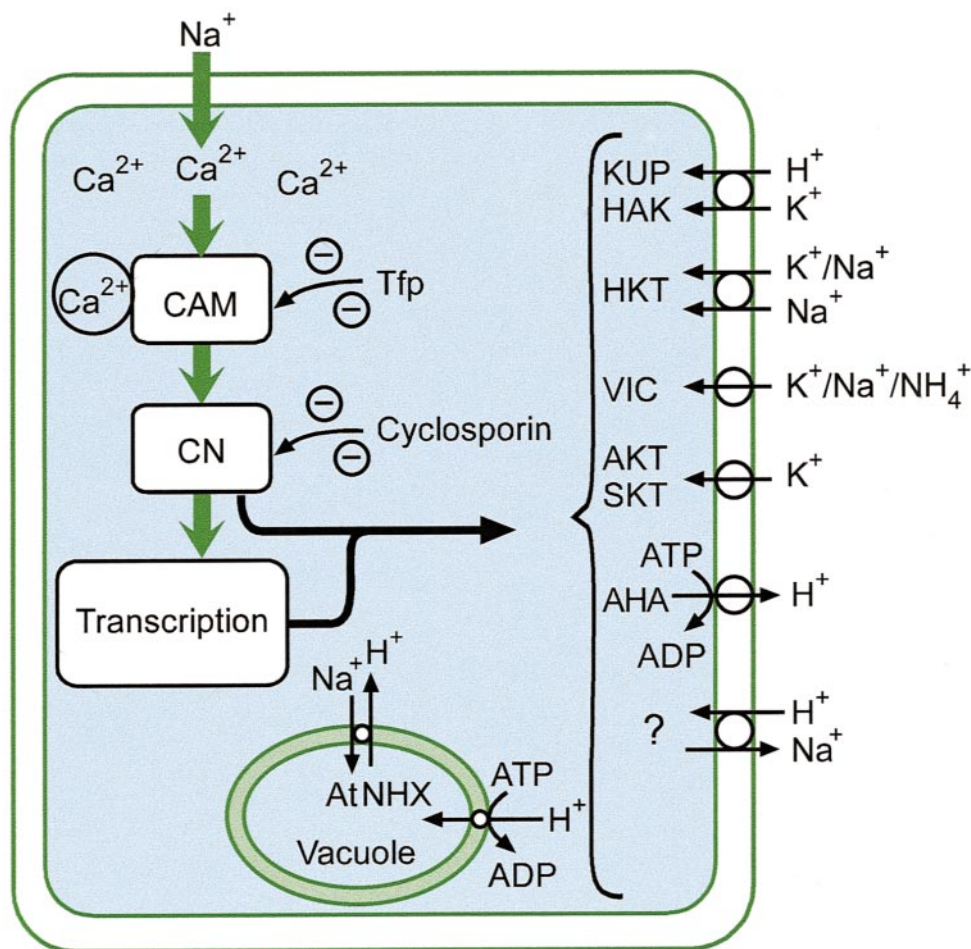 Na⁺
Ca²⁺ Ca²⁺ Ca²⁺
Ca²⁺ CAM
− Tfp
−
CN
− Cyclosporin
−
Transcription
Na⁺ H⁺
AtNHX
Vacuole
ATP
H⁺
ADP
KUP H⁺
HAK K⁺
HKT K⁺/Na⁺
Na⁺
VIC K⁺/Na⁺/NH₄⁺
AKT K⁺
SKT
ATP
AHA H⁺
ADP
? H⁺
Na⁺